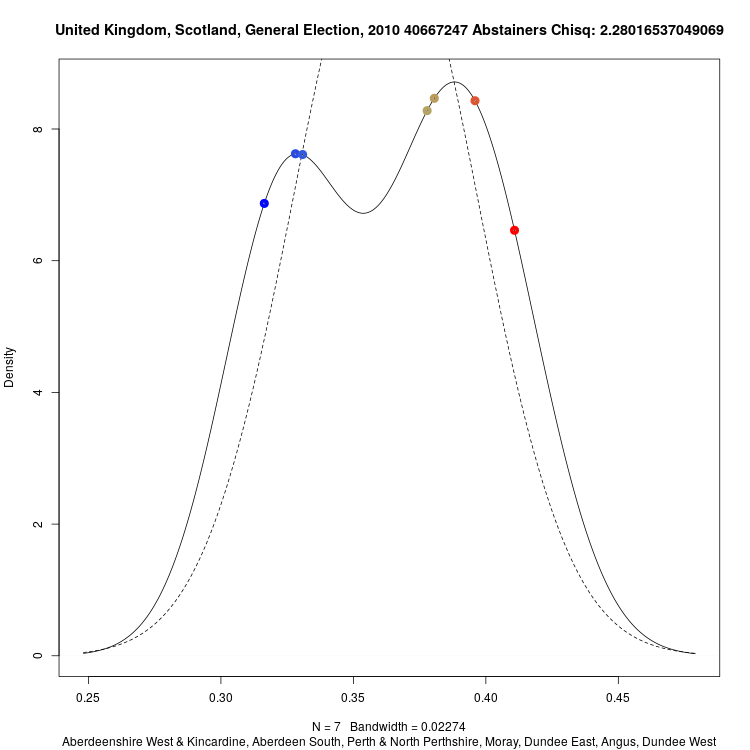 United Kingdom, Scotland, General Election, 2010 40667247 Abstainers Chisq: 2.28016537049069
Density
8
6
4
2
0
0.25 0.30 0.35 0.40 0.45
N = 7 Bandwidth = 0.02274
Aberdeenshire West & Kincardine, Aberdeen South, Perth & North Perthshire, Moray, Dundee East, Angus, Dundee West